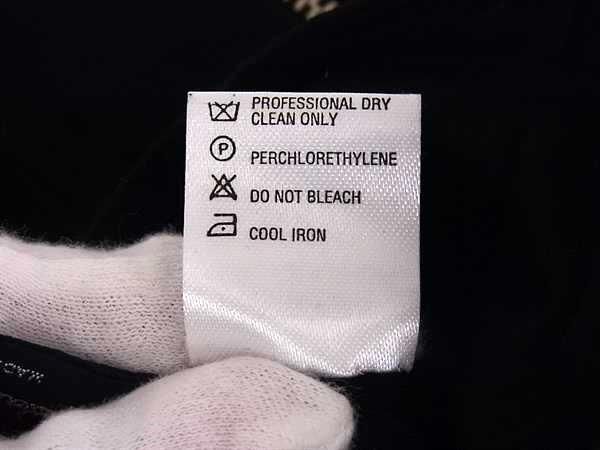 PROFESSIONAL DRY
CLEAN ONLY
P PERCHLORETHYLENE
DO NOT BLEACH
COOL IRON